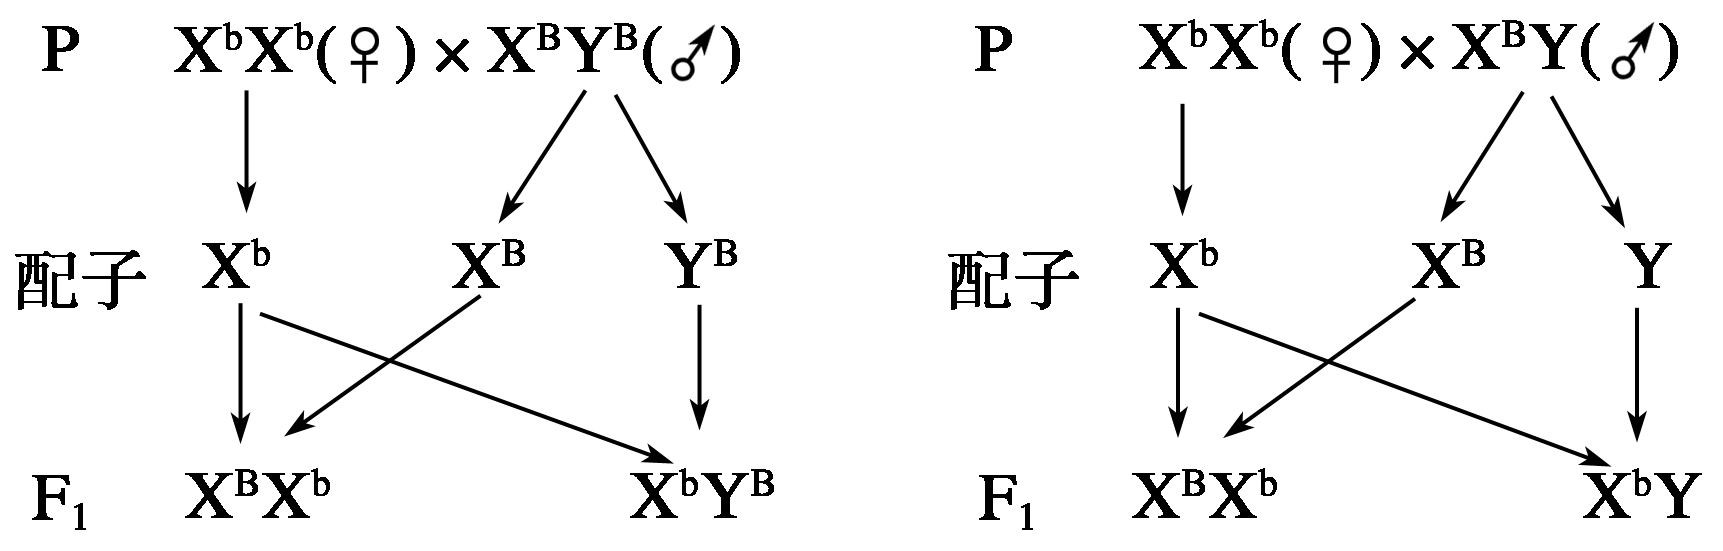 P XᵇXᵇ(♀) × XᴮYᴮ(♂) P XᵇXᵇ(♀) × XᴮY(♂)
配子 Xᵇ Xᴮ Yᴮ 配子 Xᵇ Xᴮ Y
F₁ XᴮXᵇ XᵇYᴮ F₁ XᴮXᵇ XᵇY